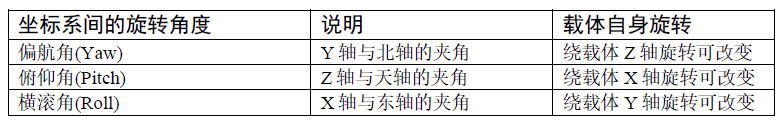 坐标系间的旋转角度 说明 载体自身旋转
偏航角(Yaw) Y 轴与北轴的夹角 绕载体 Z 轴旋转可改变
俯仰角(Pitch) Z 轴与天轴的夹角 绕载体 X 轴旋转可改变
横滚角(Roll) X 轴与东轴的夹角 绕载体 Y 轴旋转可改变